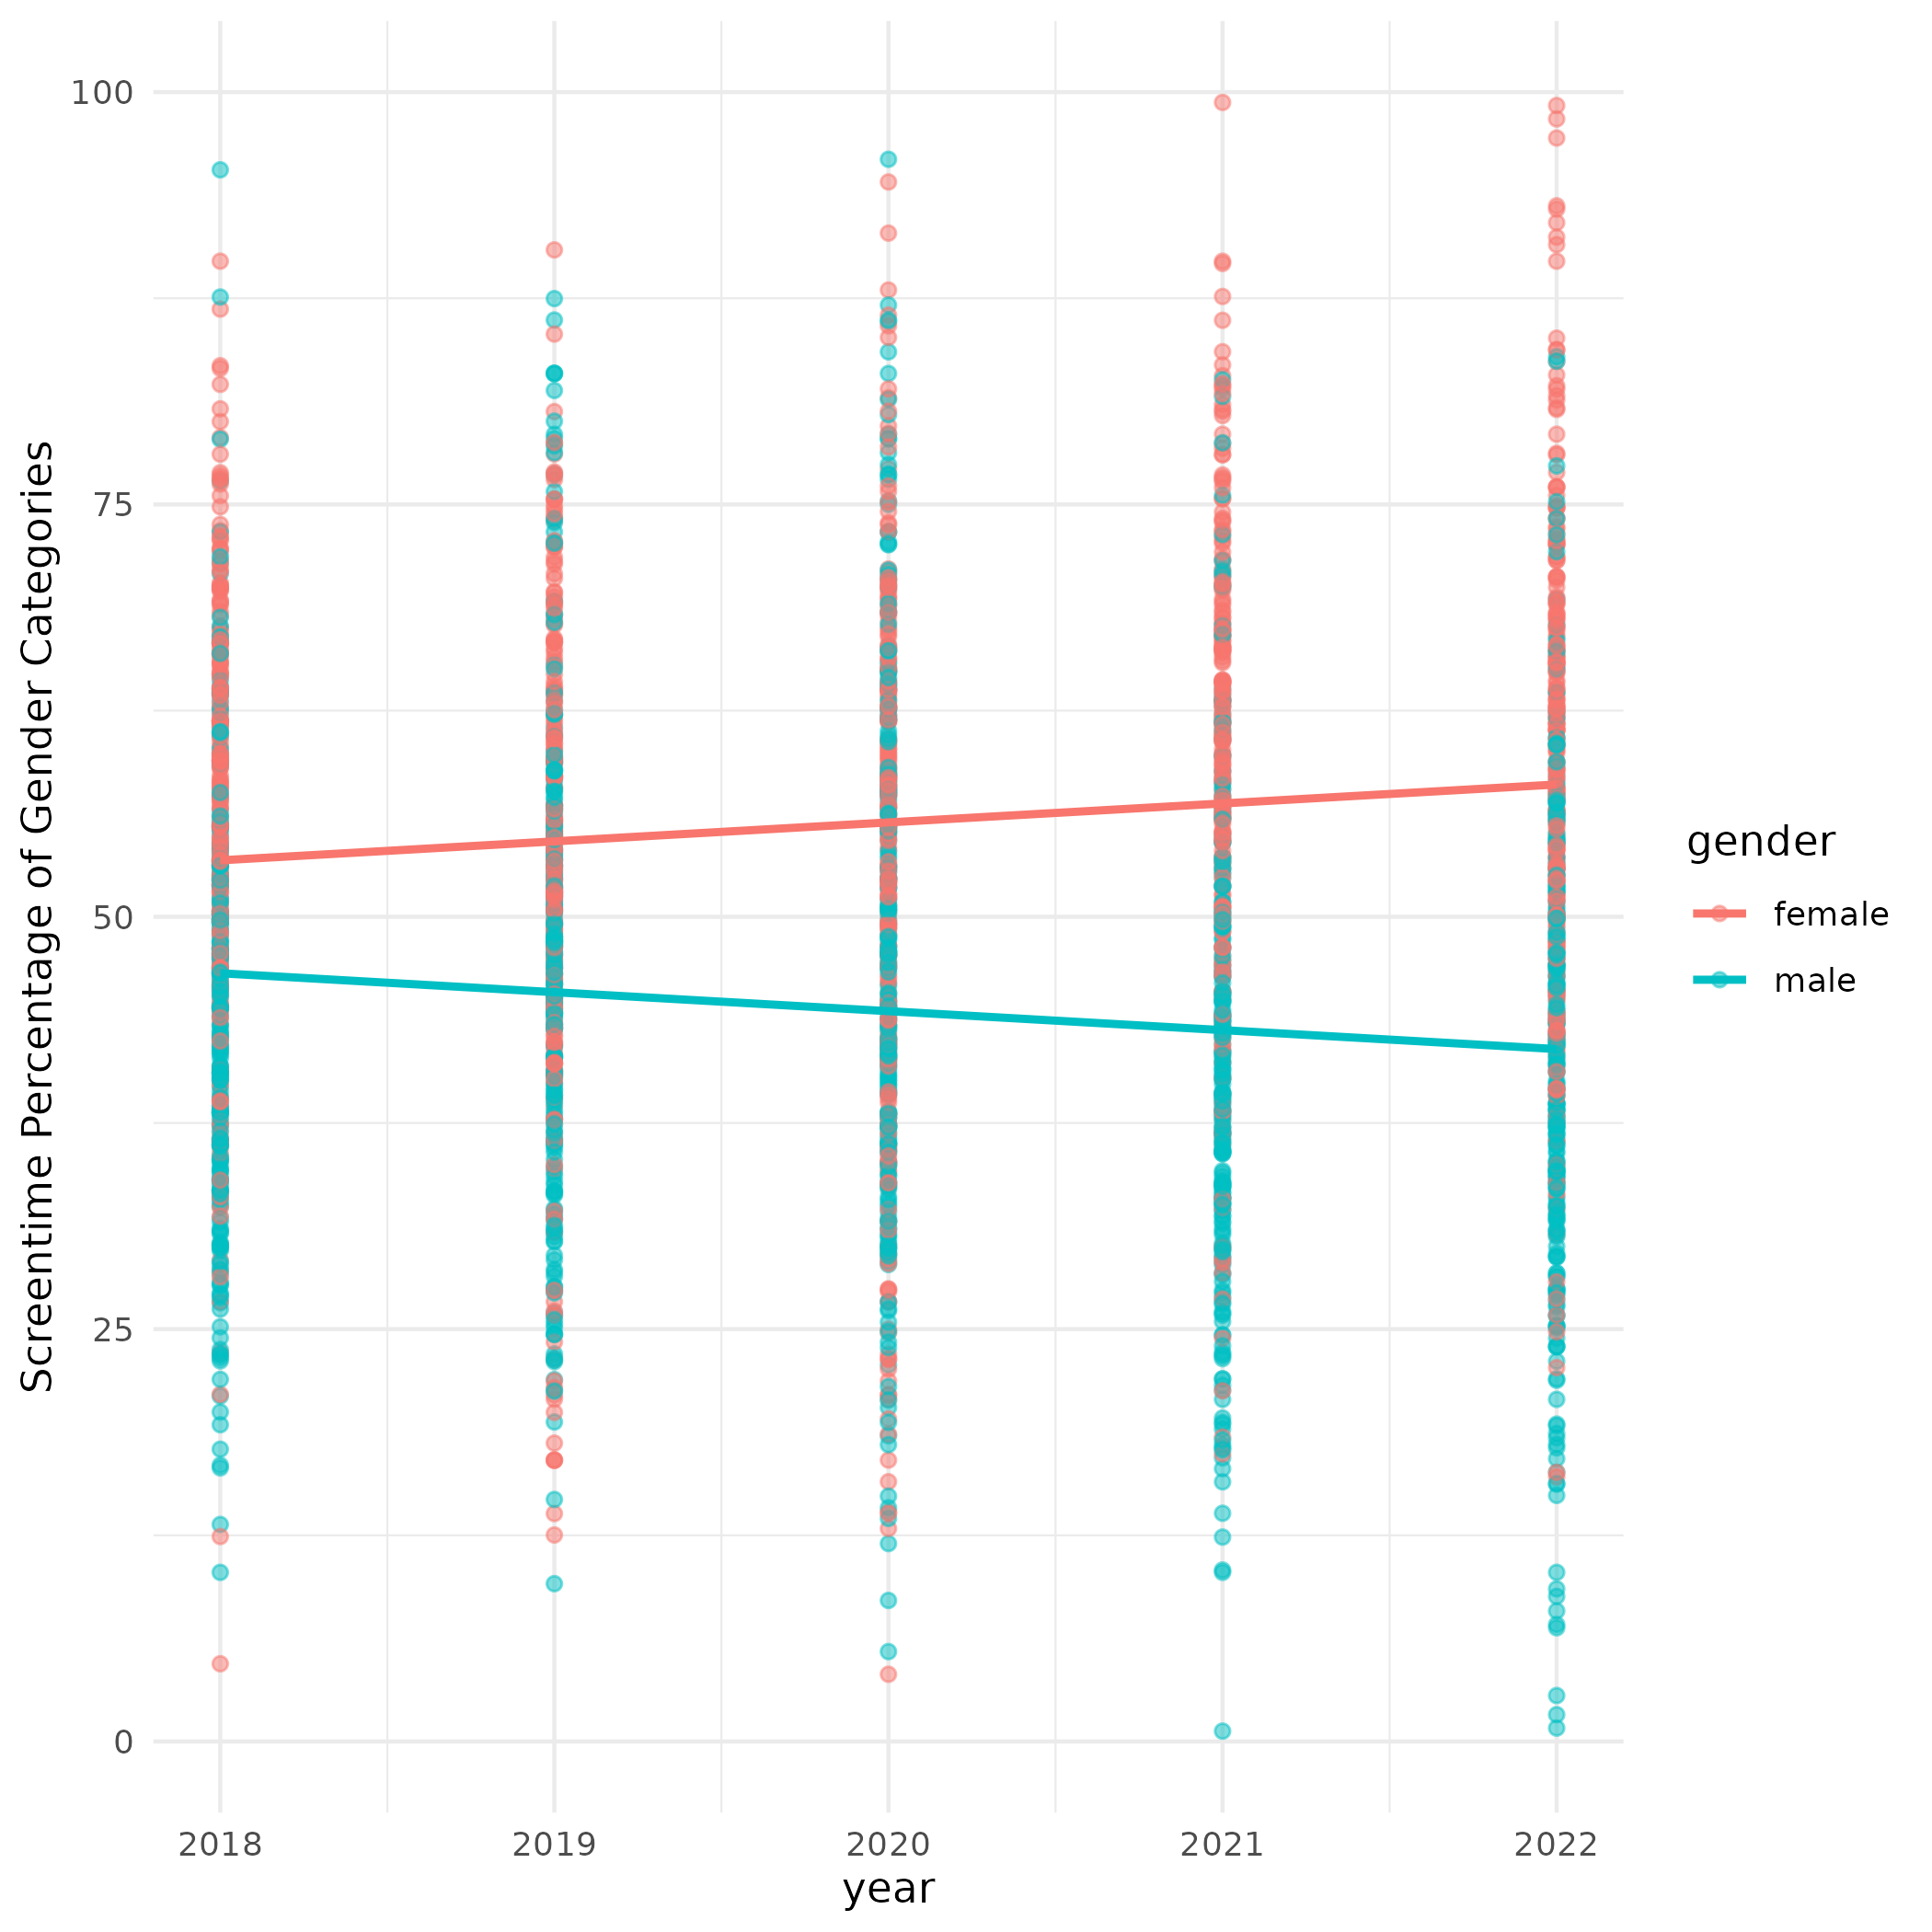 Screentime Percentage of Gender Categories
100
75
50
25
0
2018 2019 2020 2021 2022
year
gender
female
male